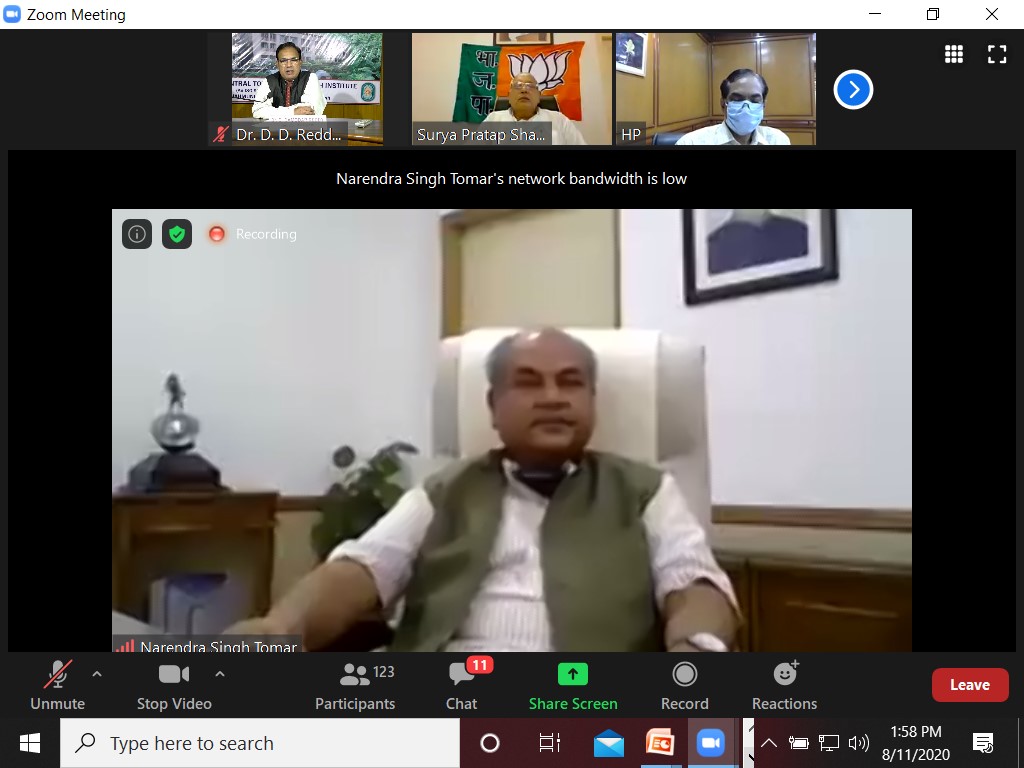 Zoom Meeting
Dr. D. D. Redd...
भा
ज.
पा
Surya Pratap Sha...
HP
Narendra Singh Tomar's network bandwidth is low
Recording
Narendra Singh Tomar
Unmute
Stop Video
Participants
123
Chat
11
Share Screen
Record
Reactions
Leave
Type here to search
1:58 PM
8/11/2020